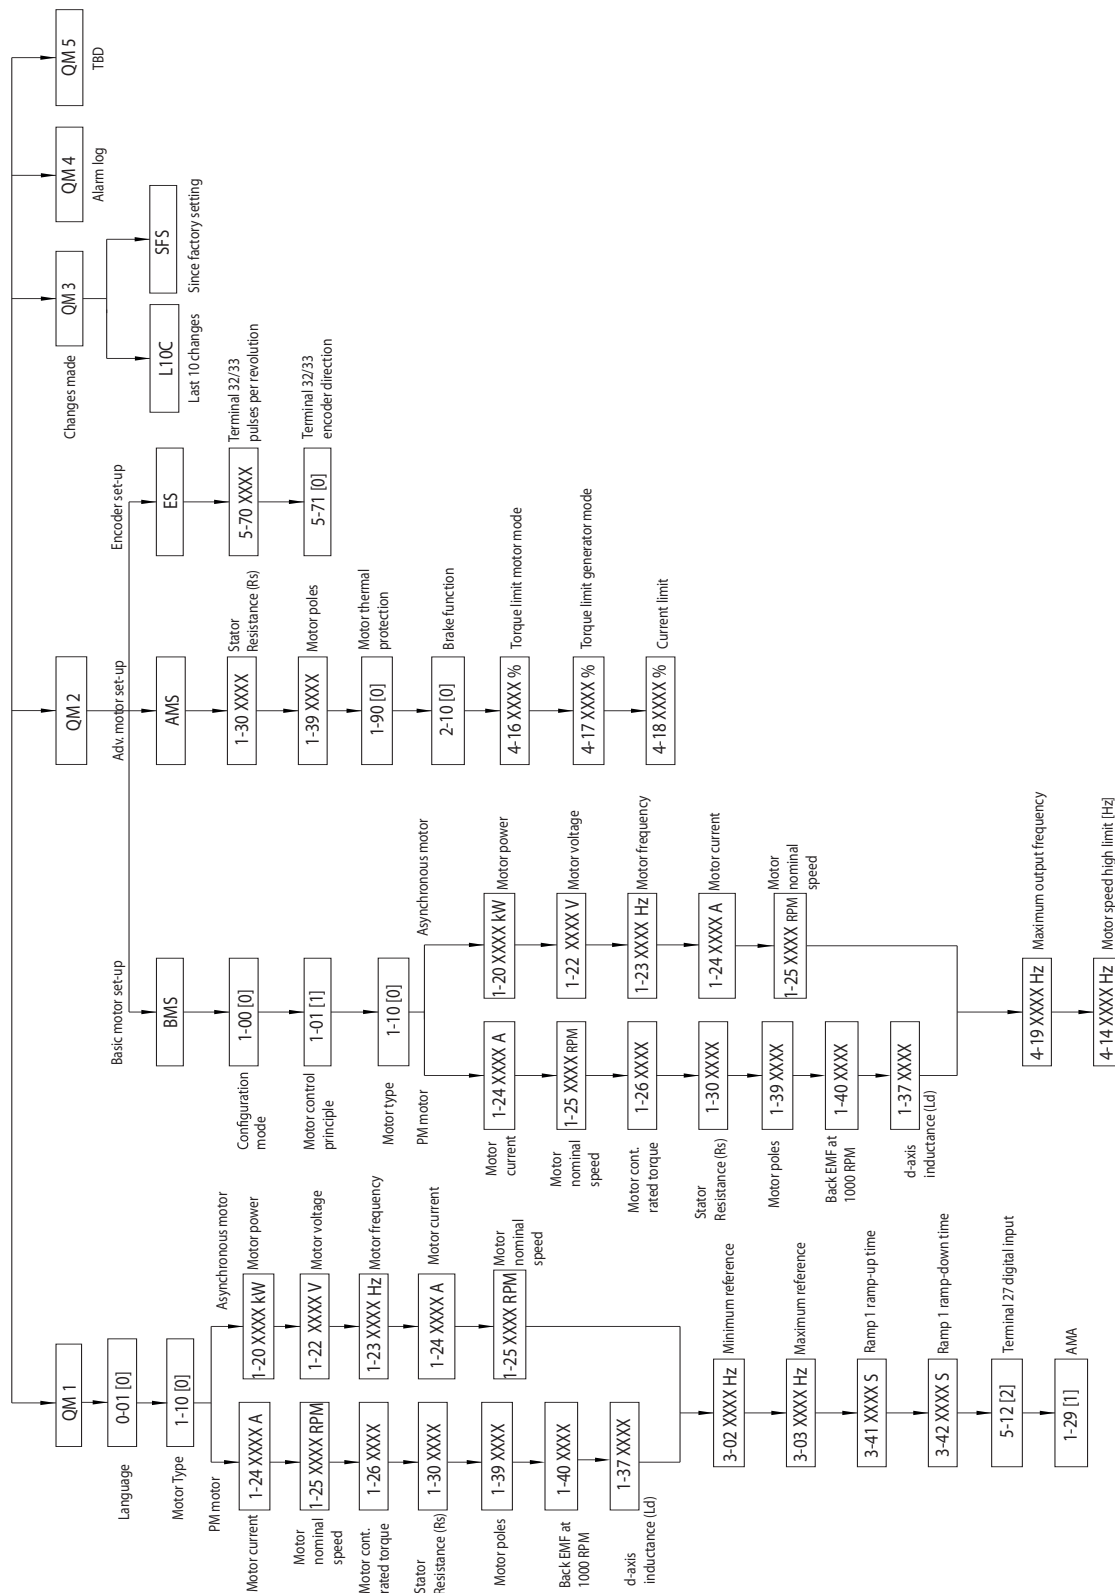 QM 1
0-01 [0]
Language
1-10 [0]
Motor Type
PM motor
1-24 XXXX A
Motor current
1-25 XXXX RPM
Motor
nominal
speed
1-26 XXXX
Motor cont.
rated torque
1-30 XXXX
Stator
Resistance (Rs)
1-39 XXXX
Motor poles
1-40 XXXX
Back EMF at
1000 RPM
1-37 XXXX
d-axis
inductance (Ld)
Asynchronous motor
1-20 XXXX kW
Motor power
1-22 XXXX V
Motor voltage
1-23 XXXX Hz
Motor frequency
1-24 XXXX A
Motor current
1-25 XXXX RPM
Motor
nominal
speed
3-02 XXXX Hz
Minimum reference
3-03 XXXX Hz
Maximum reference
3-41 XXXX S
Ramp 1 ramp-up time
3-42 XXXX S
Ramp 1 ramp-down time
5-12 [2]
Terminal 27 digital input
1-29 [1]
AMA
QM 2
Basic motor set-up
BMS
1-00 [0]
Configuration
mode
1-01 [1]
Motor control
principle
1-10 [0]
Motor type
PM motor
1-24 XXXX A
Motor
current
1-25 XXXX RPM
Motor
nominal
speed
1-26 XXXX
Motor cont.
rated torque
1-30 XXXX
Stator
Resistance (Rs)
1-39 XXXX
Motor poles
1-40 XXXX
Back EMF at
1000 RPM
1-37 XXXX
d-axis
inductance (Ld)
Asynchronous motor
1-20 XXXX kW
Motor power
1-22 XXXX V
Motor voltage
1-23 XXXX Hz
Motor frequency
1-24 XXXX A
Motor current
1-25 XXXX RPM
Motor
nominal
speed
4-19 XXXX Hz
Maximum output frequency
4-14 XXXX Hz
Motor speed high limit [Hz]
Adv. motor set-up
AMS
1-30 XXXX
Stator
Resistance (Rs)
1-39 XXXX
Motor poles
1-90 [0]
Motor thermal
protection
2-10 [0]
Brake function
4-16 XXXX %
Torque limit motor mode
4-17 XXXX %
Torque limit generator mode
4-18 XXXX %
Current limit
Encoder set-up
ES
5-70 XXXX
Terminal 32/33
pulses per revolution
5-71 [0]
Terminal 32/33
encoder direction
QM 3
Changes made
L10C
Last 10 changes
SFS
Since factory setting
QM 4
Alarm log
QM 5
TBD